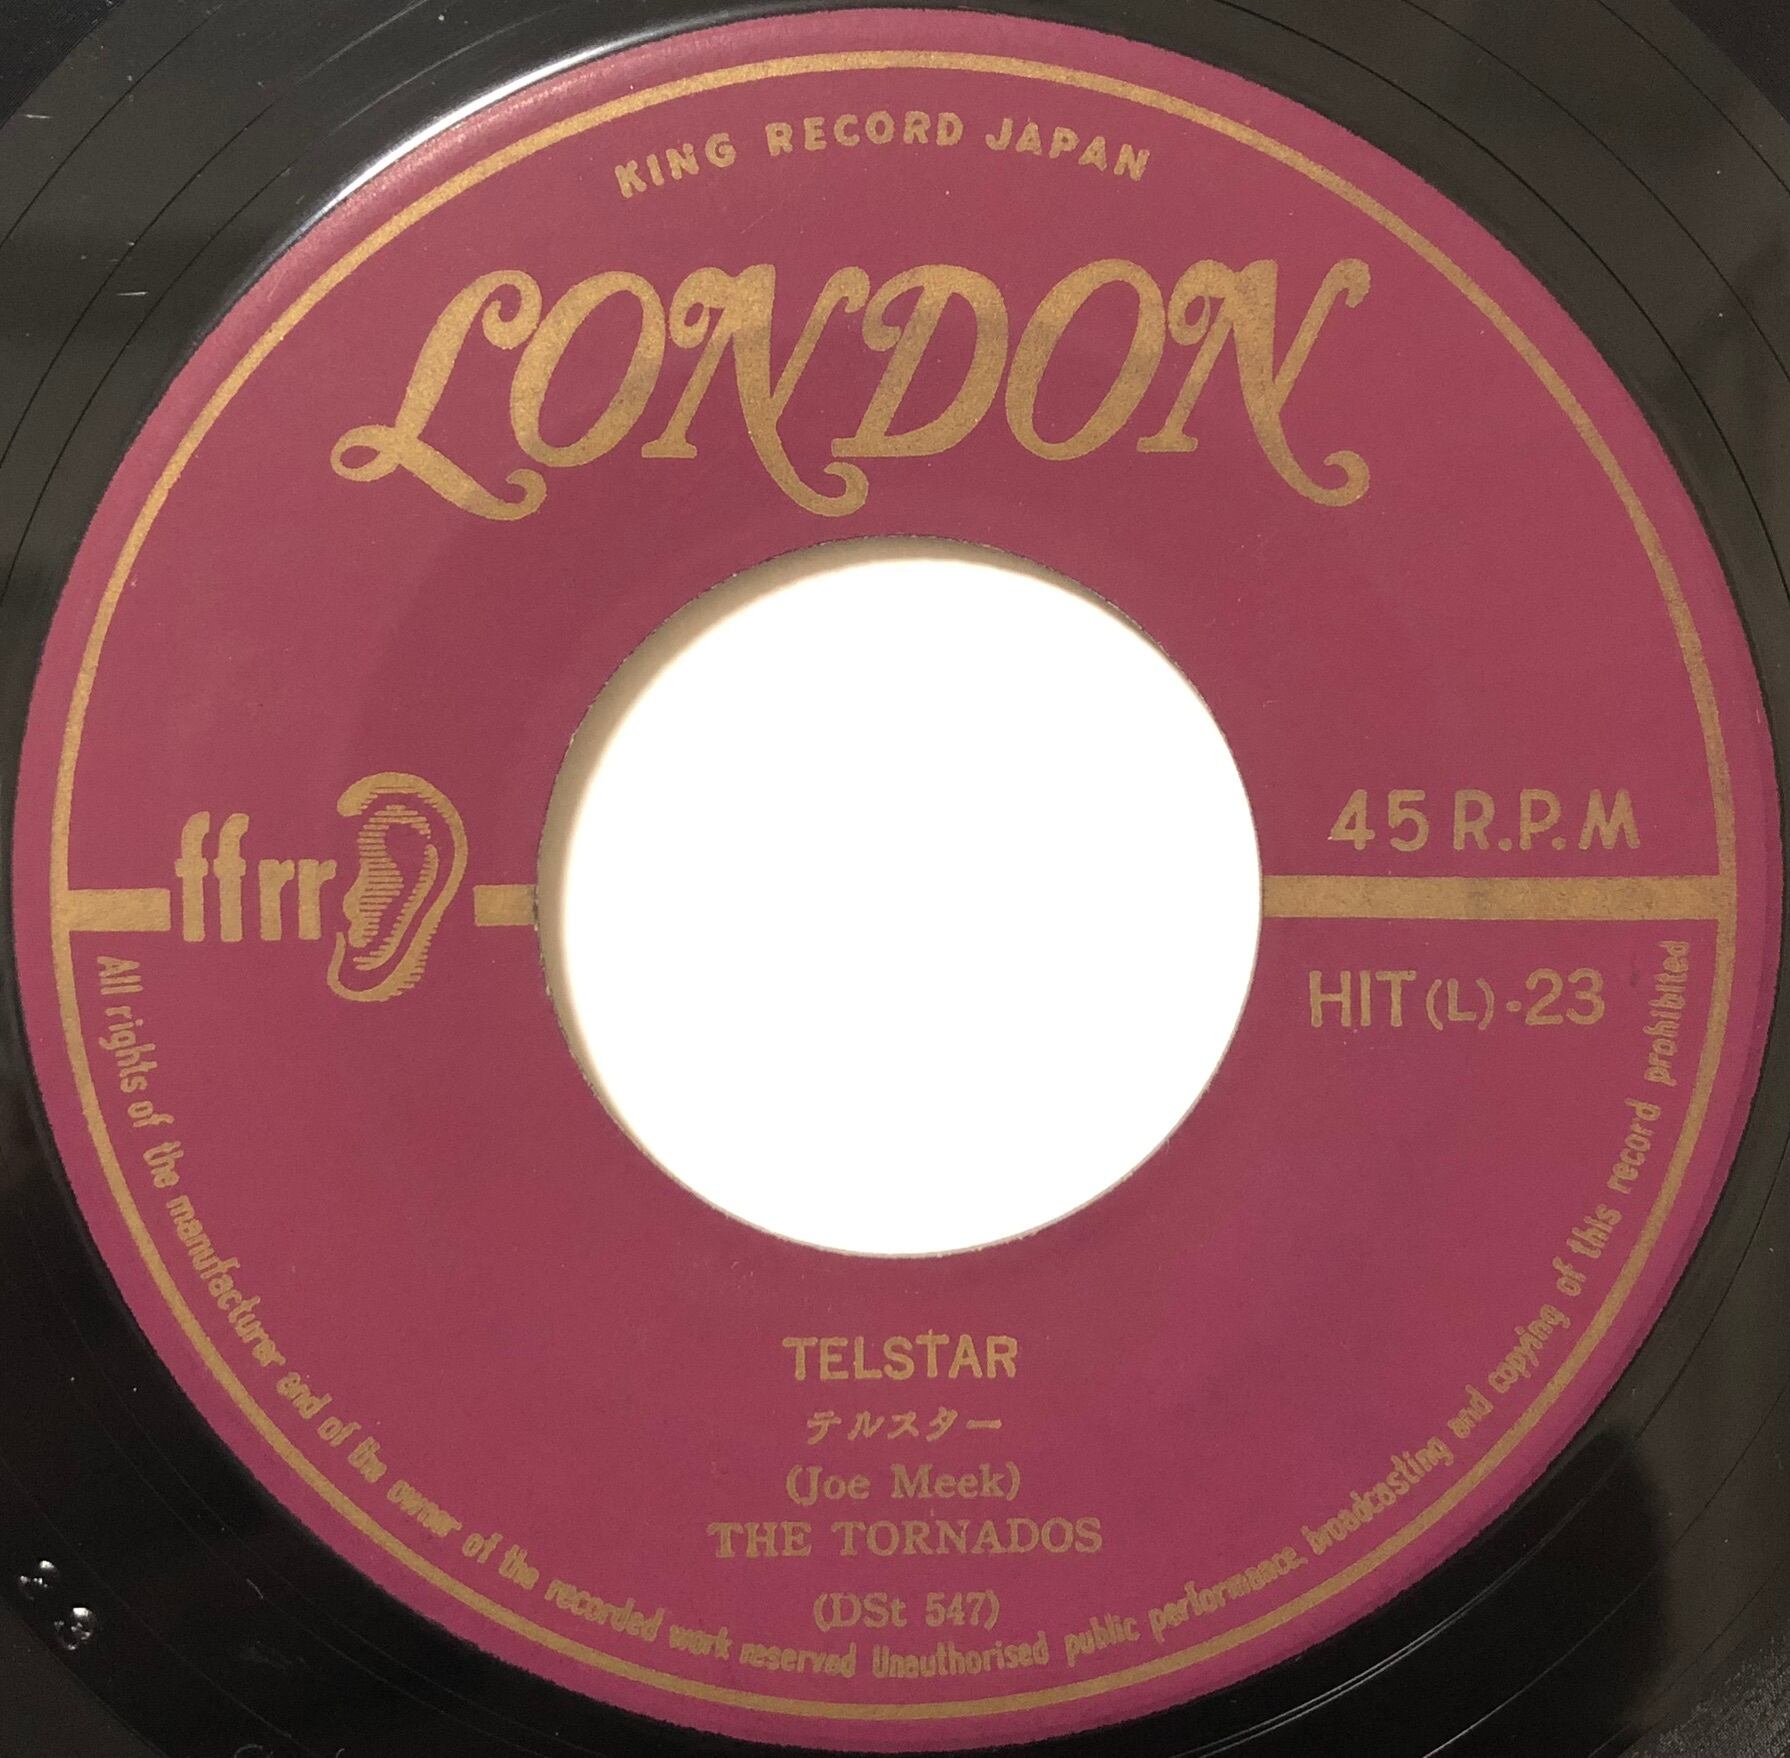 KING RECORD JAPAN
LONDON
ffrr
45 R.P.M
HIT (L)-23
TELSTAR
テルスター
(Joe Meek)
THE TORNADOS
(DSt 547)
All rights of the manufacturer and of the owner of the recorded work reserved Unauthorised public performance, broadcasting and copying of this record prohibited